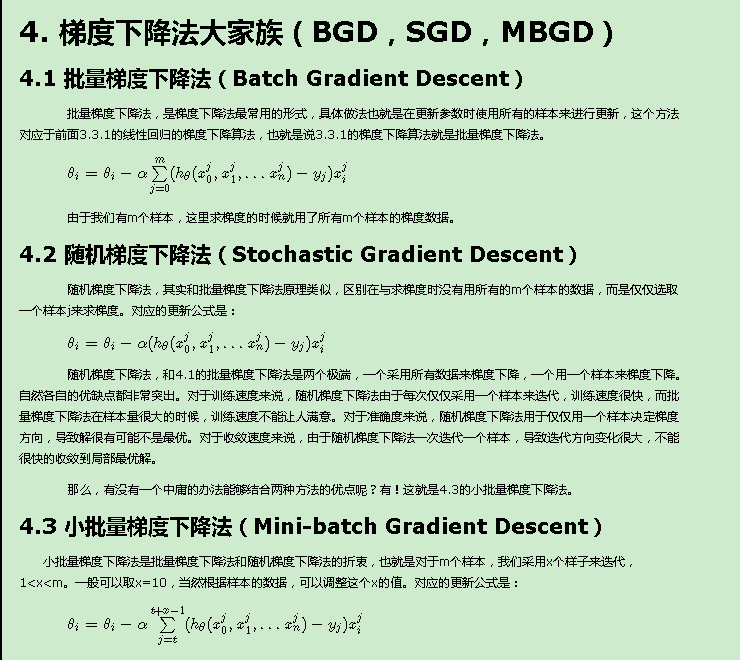 4. 梯度下降法大家族（BGD，SGD，MBGD）
4.1 批量梯度下降法（Batch Gradient Descent）
批量梯度下降法，是梯度下降法最常用的形式，具体做法也就是在更新参数时使用所有的样本来进行更新，这个方法
对应于前面3.3.1的线性回归的梯度下降算法，也就是说3.3.1的梯度下降算法就是批量梯度下降法。
θ_i = θ_i − α ∑_{j=0}^{m} (h_θ(x_0^j, x_1^j, ...x_n^j) − y_j)x_i^j
由于我们有m个样本，这里求梯度的时候就用了所有m个样本的梯度数据。
4.2 随机梯度下降法（Stochastic Gradient Descent）
随机梯度下降法，其实和批量梯度下降法原理类似，区别在与求梯度时没有用所有的m个样本的数据，而是仅仅选取
一个样本j来求梯度。对应的更新公式是：
θ_i = θ_i − α(h_θ(x_0^j, x_1^j, ...x_n^j) − y_j)x_i^j
随机梯度下降法，和4.1的批量梯度下降法是两个极端，一个采用所有数据来梯度下降，一个用一个样本来梯度下降。
自然各自的优缺点都非常突出。对于训练速度来说，随机梯度下降法由于每次仅仅采用一个样本来迭代，训练速度很快，而批
量梯度下降法在样本量很大的时候，训练速度不能让人满意。对于准确度来说，随机梯度下降法用于仅仅用一个样本决定梯度
方向，导致解很有可能不是最优。对于收敛速度来说，由于随机梯度下降法一次迭代一个样本，导致迭代方向变化很大，不能
很快的收敛到局部最优解。
那么，有没有一个中庸的办法能够结合两种方法的优点呢？有！这就是4.3的小批量梯度下降法。
4.3 小批量梯度下降法（Mini-batch Gradient Descent）
小批量梯度下降法是批量梯度下降法和随机梯度下降法的折衷，也就是对于m个样本，我们采用x个样子来迭代，
1<x<m。一般可以取x=10，当然根据样本的数据，可以调整这个x的值。对应的更新公式是：
θ_i = θ_i − α ∑_{j=t}^{t+x−1} (h_θ(x_0^j, x_1^j, ...x_n^j) − y_j)x_i^j